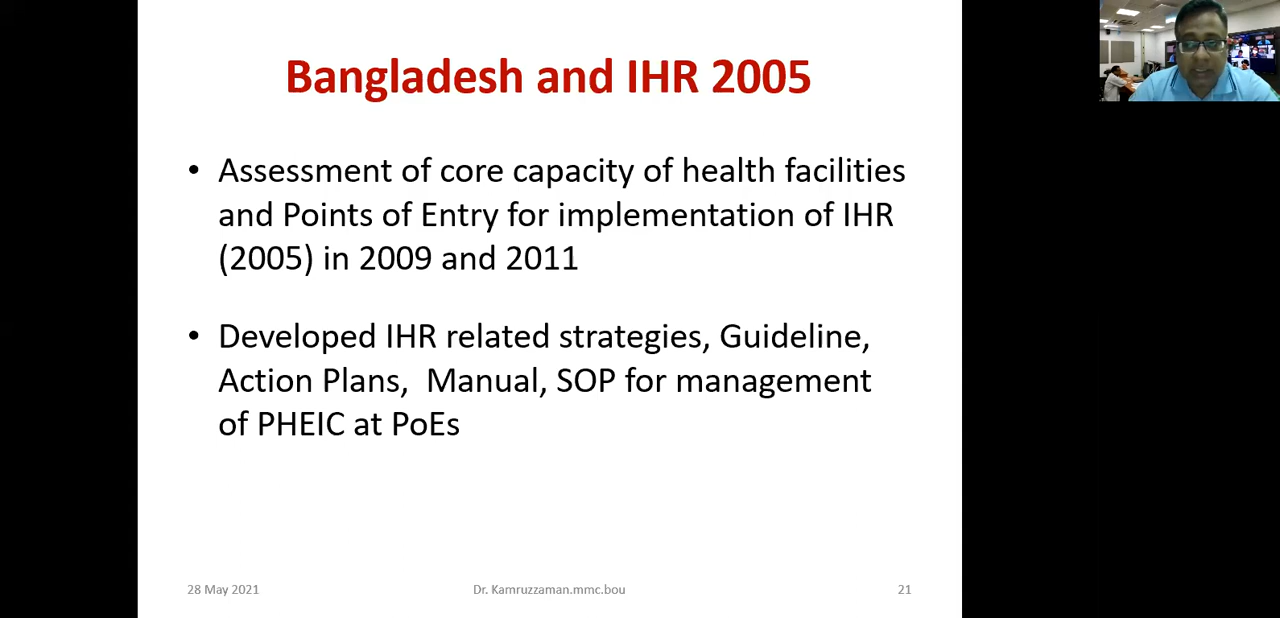 Bangladesh and IHR 2005
• Assessment of core capacity of health facilities
and Points of Entry for implementation of IHR
(2005) in 2009 and 2011
• Developed IHR related strategies, Guideline,
Action Plans,  Manual, SOP for management
of PHEIC at PoEs
28 May 2021
Dr. Kamruzzaman.mmc.bou
21